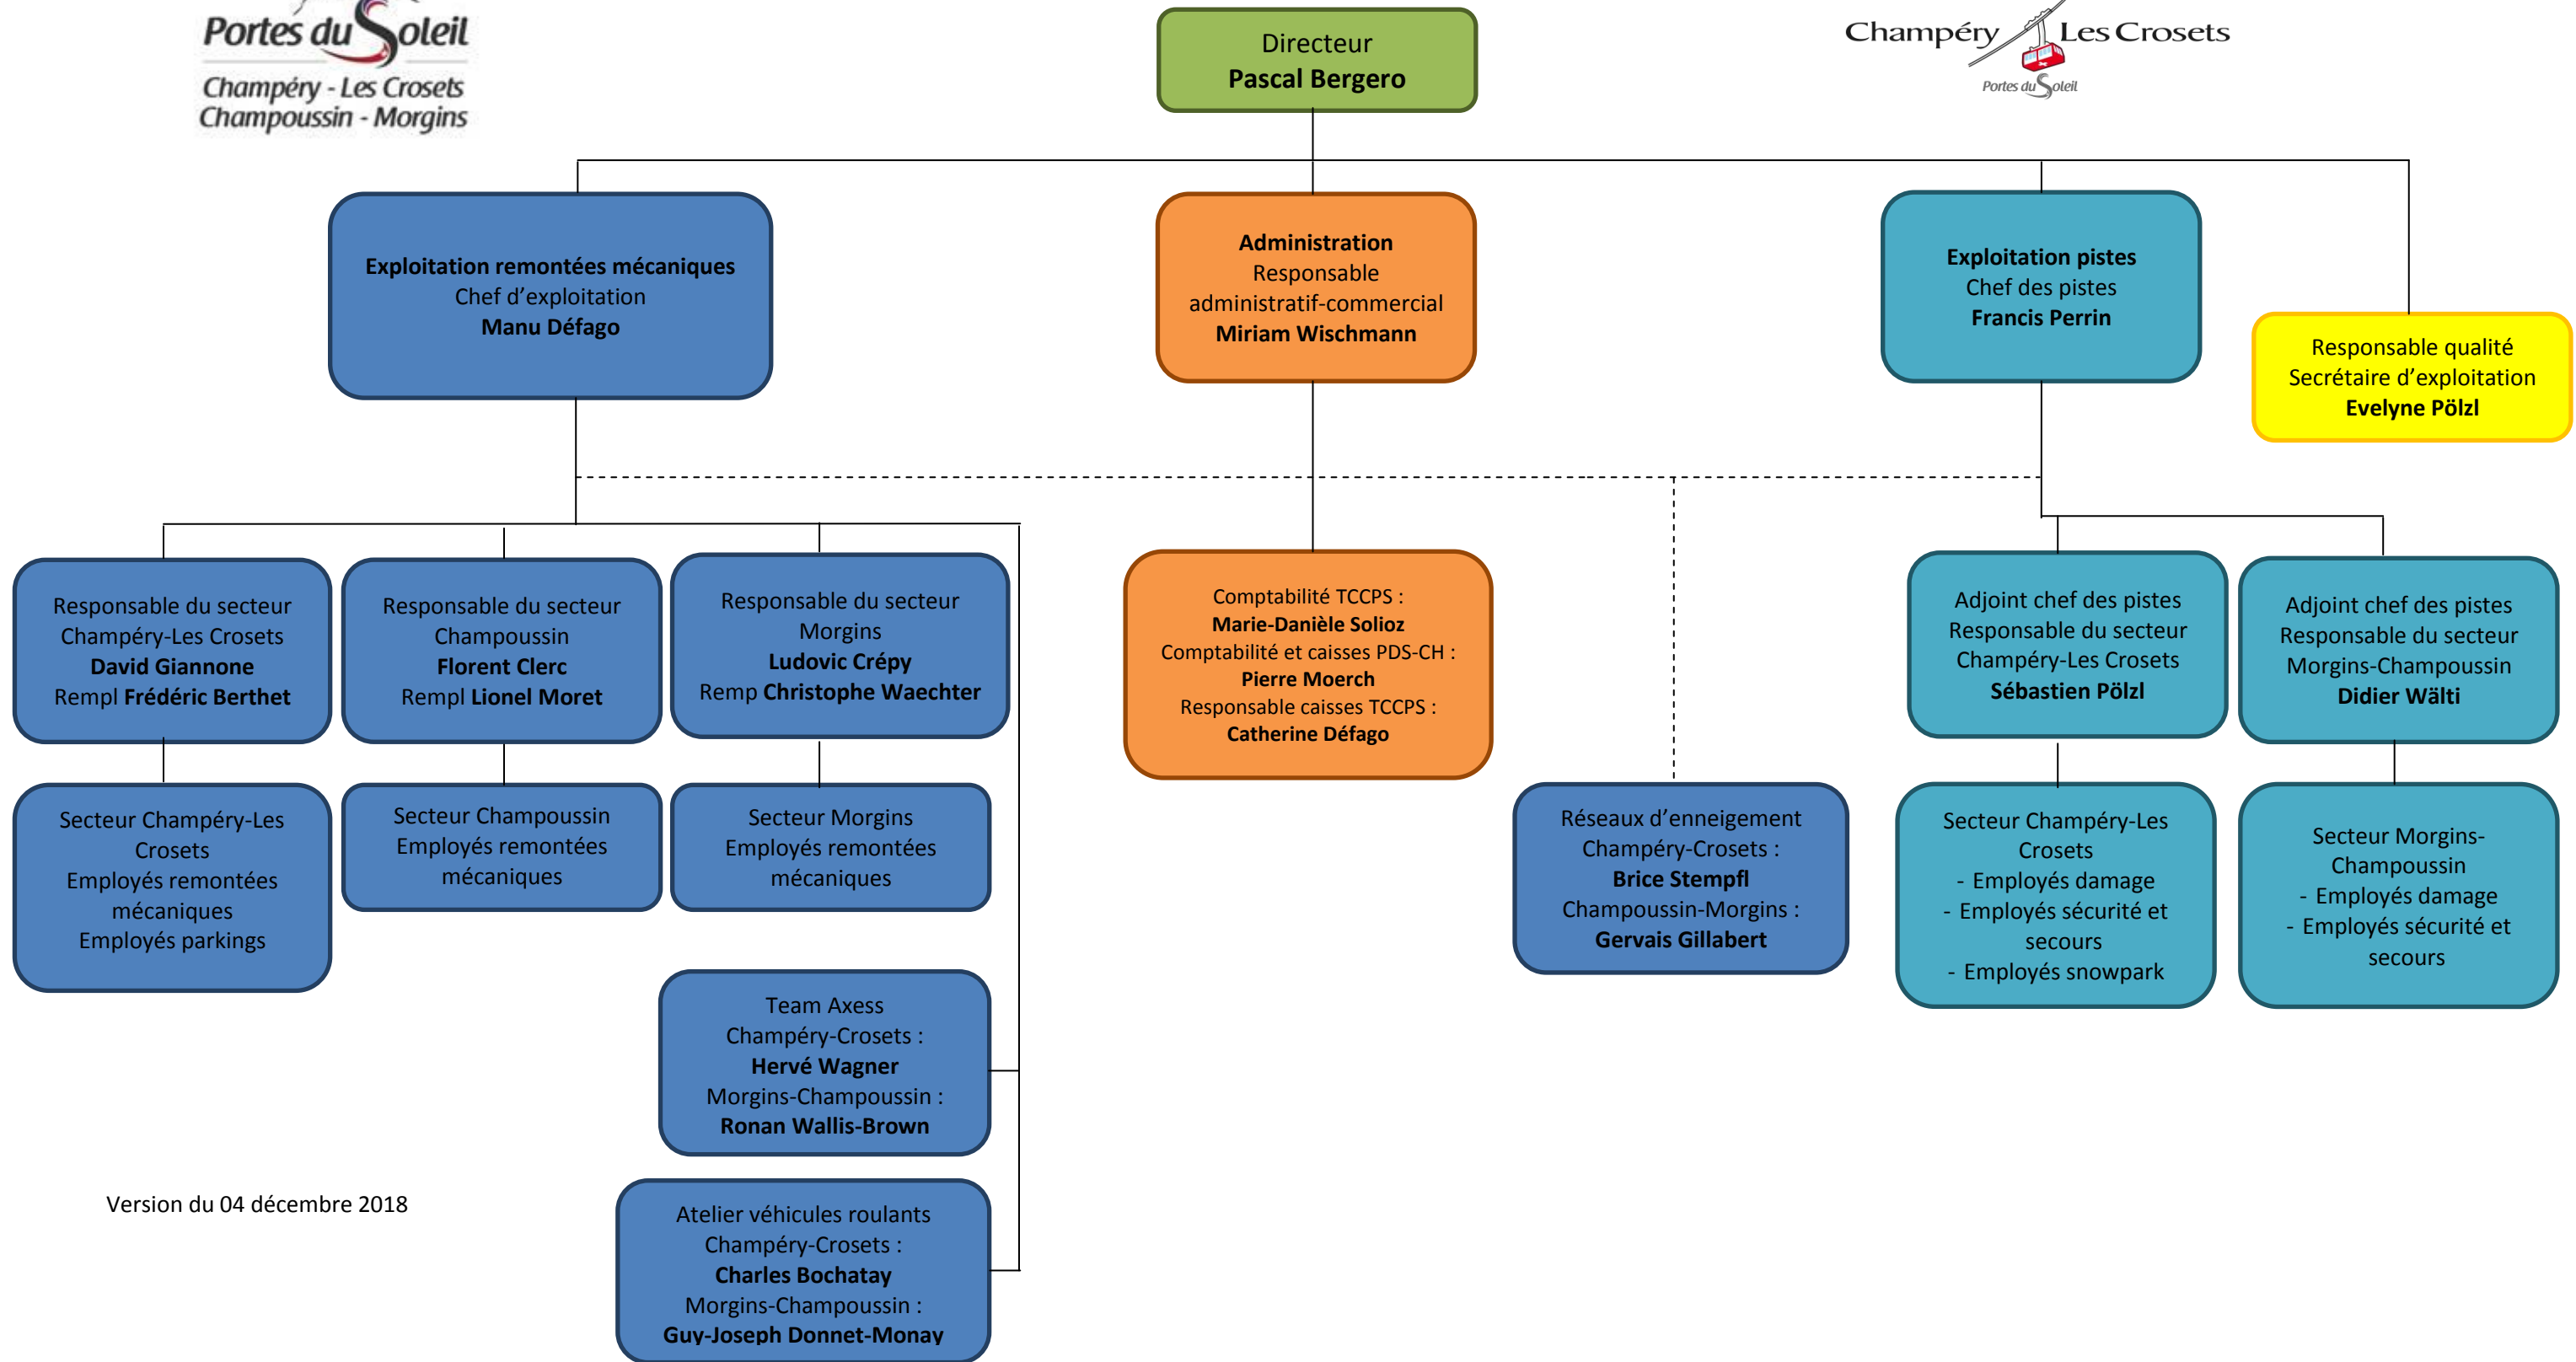 Portes du Soleil
Champéry - Les Crosets
Champoussin - Morgins
Directeur
Pascal Bergero
Champéry Les Crosets
Portes du Soleil
Exploitation remontées mécaniques
Chef d’exploitation
Manu Défago
Administration
Responsable
administratif-commercial
Miriam Wischmann
Exploitation pistes
Chef des pistes
Francis Perrin
Responsable qualité
Secrétaire d’exploitation
Evelyne Pölzl
Responsable du secteur
Champéry-Les Crosets
David Giannone
Rempl Frédéric Berthet
Responsable du secteur
Champoussin
Florent Clerc
Rempl Lionel Moret
Responsable du secteur
Morgins
Ludovic Crépy
Remp Christophe Waechter
Comptabilité TCCPS :
Marie-Danièle Solioz
Comptabilité et caisses PDS-CH :
Pierre Moerch
Responsable caisses TCCPS :
Catherine Défago
Adjoint chef des pistes
Responsable du secteur
Champéry-Les Crosets
Sébastien Pölzl
Adjoint chef des pistes
Responsable du secteur
Morgins-Champoussin
Didier Wälti
Secteur Champéry-Les
Crosets
Employés remontées
mécaniques
Employés parkings
Secteur Champoussin
Employés remontées
mécaniques
Secteur Morgins
Employés remontées
mécaniques
Réseaux d’enneigement
Champéry-Crosets :
Brice Stempfl
Champoussin-Morgins :
Gervais Gillabert
Secteur Champéry-Les
Crosets
- Employés damage
- Employés sécurité et
secours
- Employés snowpark
Secteur Morgins-
Champoussin
- Employés damage
- Employés sécurité et
secours
Team Axess
Champéry-Crosets :
Hervé Wagner
Morgins-Champoussin :
Ronan Wallis-Brown
Atelier véhicules roulants
Champéry-Crosets :
Charles Bochatay
Morgins-Champoussin :
Guy-Joseph Donnet-Monay
Version du 04 décembre 2018